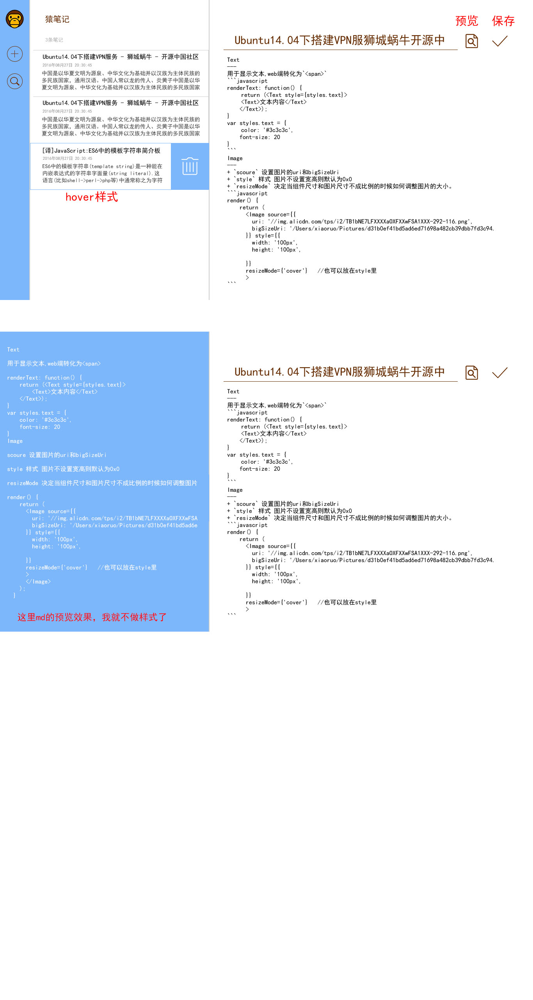 猿笔记
3条笔记
Ubuntu14.04下搭建VPN服务 - 狮城蜗牛 - 开源中国社区
2016年08月27日 20:30:45
中国是以华夏文明为源泉、中华文化为基础并以汉族为主体民族的
多民族国家，通用汉语。中国人常以龙的传人、炎黄子中国是以华
夏文明为源泉、中华文化为基础并以汉族为主体民族的多民族国家
Ubuntu14.04下搭建VPN服务 - 狮城蜗牛 - 开源中国社区
2016年08月27日 20:30:45
中国是以华夏文明为源泉、中华文化为基础并以汉族为主体民族的
多民族国家，通用汉语。中国人常以龙的传人、炎黄子中国是以华
夏文明为源泉、中华文化为基础并以汉族为主体民族的多民族国家
[译]JavaScript:ES6中的模板字符串简介板
2016年08月27日 20:30:45
ES6中的模板字符串(template string)是一种能在
内嵌表达式的字符串字面量(string literal).这
语言(比如shell->perl->php等)中通常称之为字符
hover样式
预览 保存
Ubuntu14.04下搭建VPN服狮城蜗牛开源中
Text
---
用于显示文本,web端转化为`<span>`
```javascript
renderText: function() {
return (<Text style={styles.text}>
<Text>文本内容</Text>
</Text>);
}
var styles.text = {
color: '#3c3c3c',
font-size: 20
}
```
Image
---
+ `scoure` 设置图片的uri和bigSizeUri
+ `style` 样式 图片不设置宽高则默认为0x0
+ `resizeMode` 决定当组件尺寸和图片尺寸不成比例的时候如何调整图片的大小。
```javascript
render() {
return (
<Image source={{
uri: '//img.alicdn.com/tps/i2/TB1bNE7LFXXXXaOXFXXwFSA1XXX-292-116.png',
bigSizeUri: '/Users/xiaoruo/Pictures/d31b0ef41bd5ad6ed71698a482cb39dbb7fd3c94.
}} style={{
width: '100px',
height: '100px',
}}
resizeMode={'cover'} //也可以放在style里
>
```
Text
用于显示文本,web端转化为<span>
renderText: function() {
return (<Text style={styles.text}>
<Text>文本内容</Text>
</Text>);
}
var styles.text = {
color: '#3c3c3c',
font-size: 20
}
Image
scoure 设置图片的uri和bigSizeUri
style 样式 图片不设置宽高则默认为0x0
resizeMode 决定当组件尺寸和图片尺寸不成比例的时候如何调整图片
render() {
return (
<Image source={{
uri: '//img.alicdn.com/tps/i2/TB1bNE7LFXXXXaOXFXXwFSA
bigSizeUri: '/Users/xiaoruo/Pictures/d31b0ef41bd5ad6e
}} style={{
width: '100px',
height: '100px',
}}
resizeMode={'cover'} //也可以放在style里
>
</Image>
);
}
这里md的预览效果，我就不做样式了
Ubuntu14.04下搭建VPN服狮城蜗牛开源中
Text
---
用于显示文本,web端转化为`<span>`
```javascript
renderText: function() {
return (<Text style={styles.text}>
<Text>文本内容</Text>
</Text>);
}
var styles.text = {
color: '#3c3c3c',
font-size: 20
}
```
Image
---
+ `scoure` 设置图片的uri和bigSizeUri
+ `style` 样式 图片不设置宽高则默认为0x0
+ `resizeMode` 决定当组件尺寸和图片尺寸不成比例的时候如何调整图片的大小。
```javascript
render() {
return (
<Image source={{
uri: '//img.alicdn.com/tps/i2/TB1bNE7LFXXXXaOXFXXwFSA1XXX-292-116.png',
bigSizeUri: '/Users/xiaoruo/Pictures/d31b0ef41bd5ad6ed71698a482cb39dbb7fd3c94.
}} style={{
width: '100px',
height: '100px',
}}
resizeMode={'cover'} //也可以放在style里
>
```